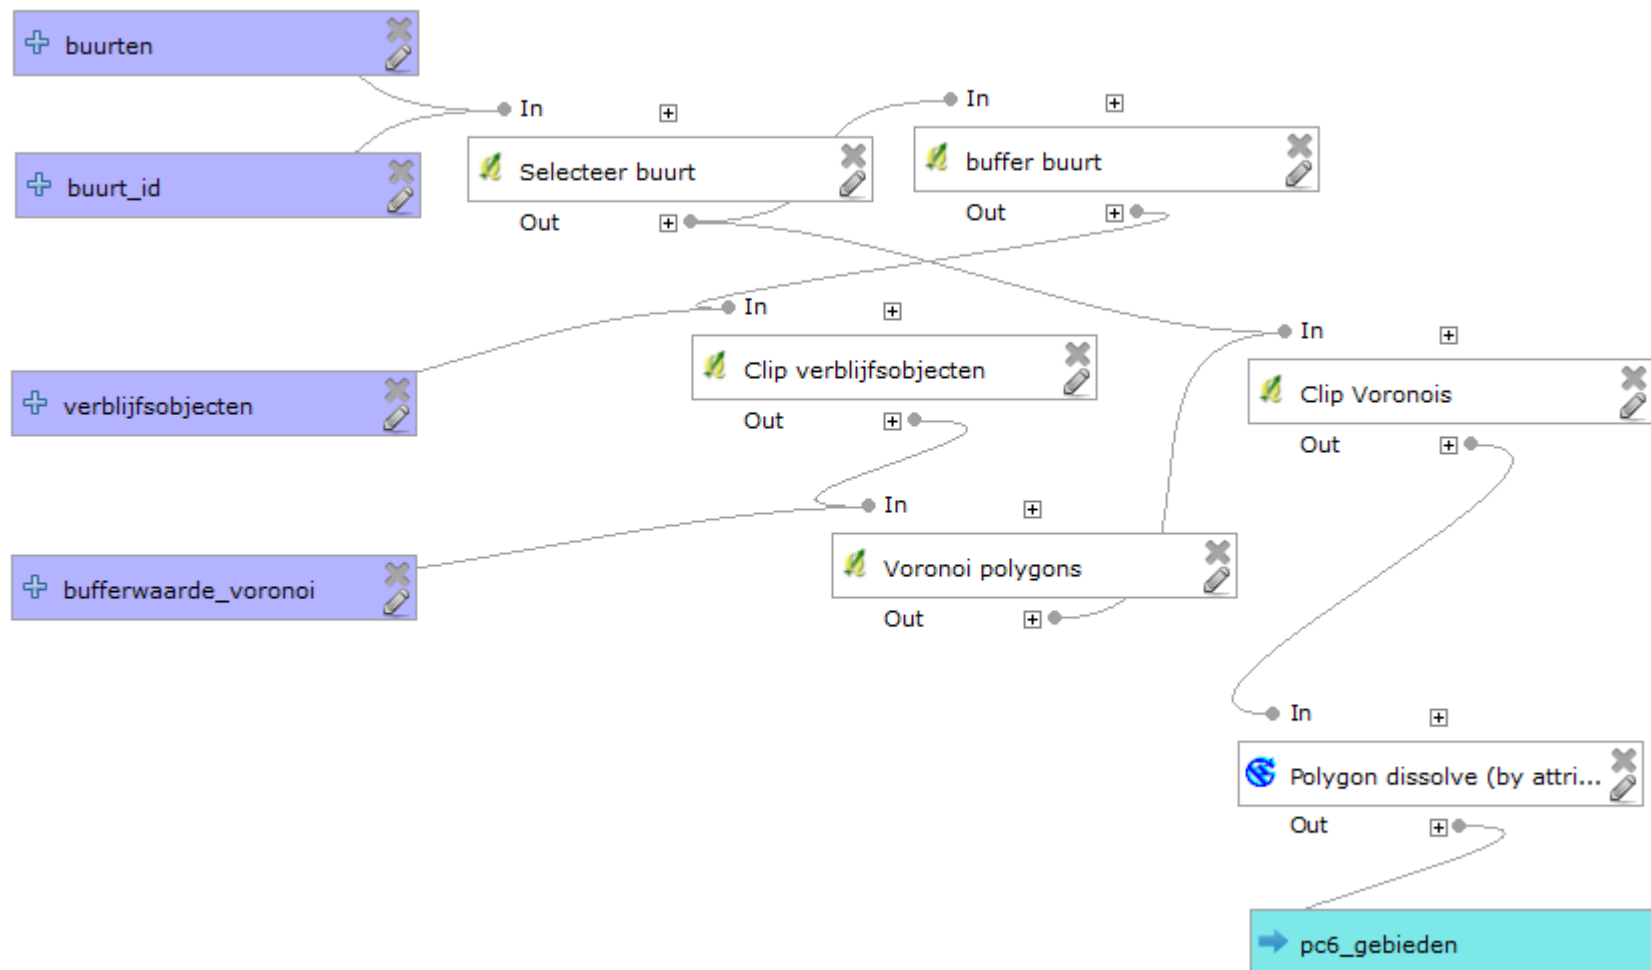 buurten
In
In
buurt_id
Selecteer buurt
buffer buurt
Out
Out
In
In
verblijfsobjecten
Clip verblijfsobjecten
Clip Voronois
Out
Out
In
bufferwaarde_voronoi
Voronoi polygons
Out
In
Polygon dissolve (by attri...
Out
pc6_gebieden